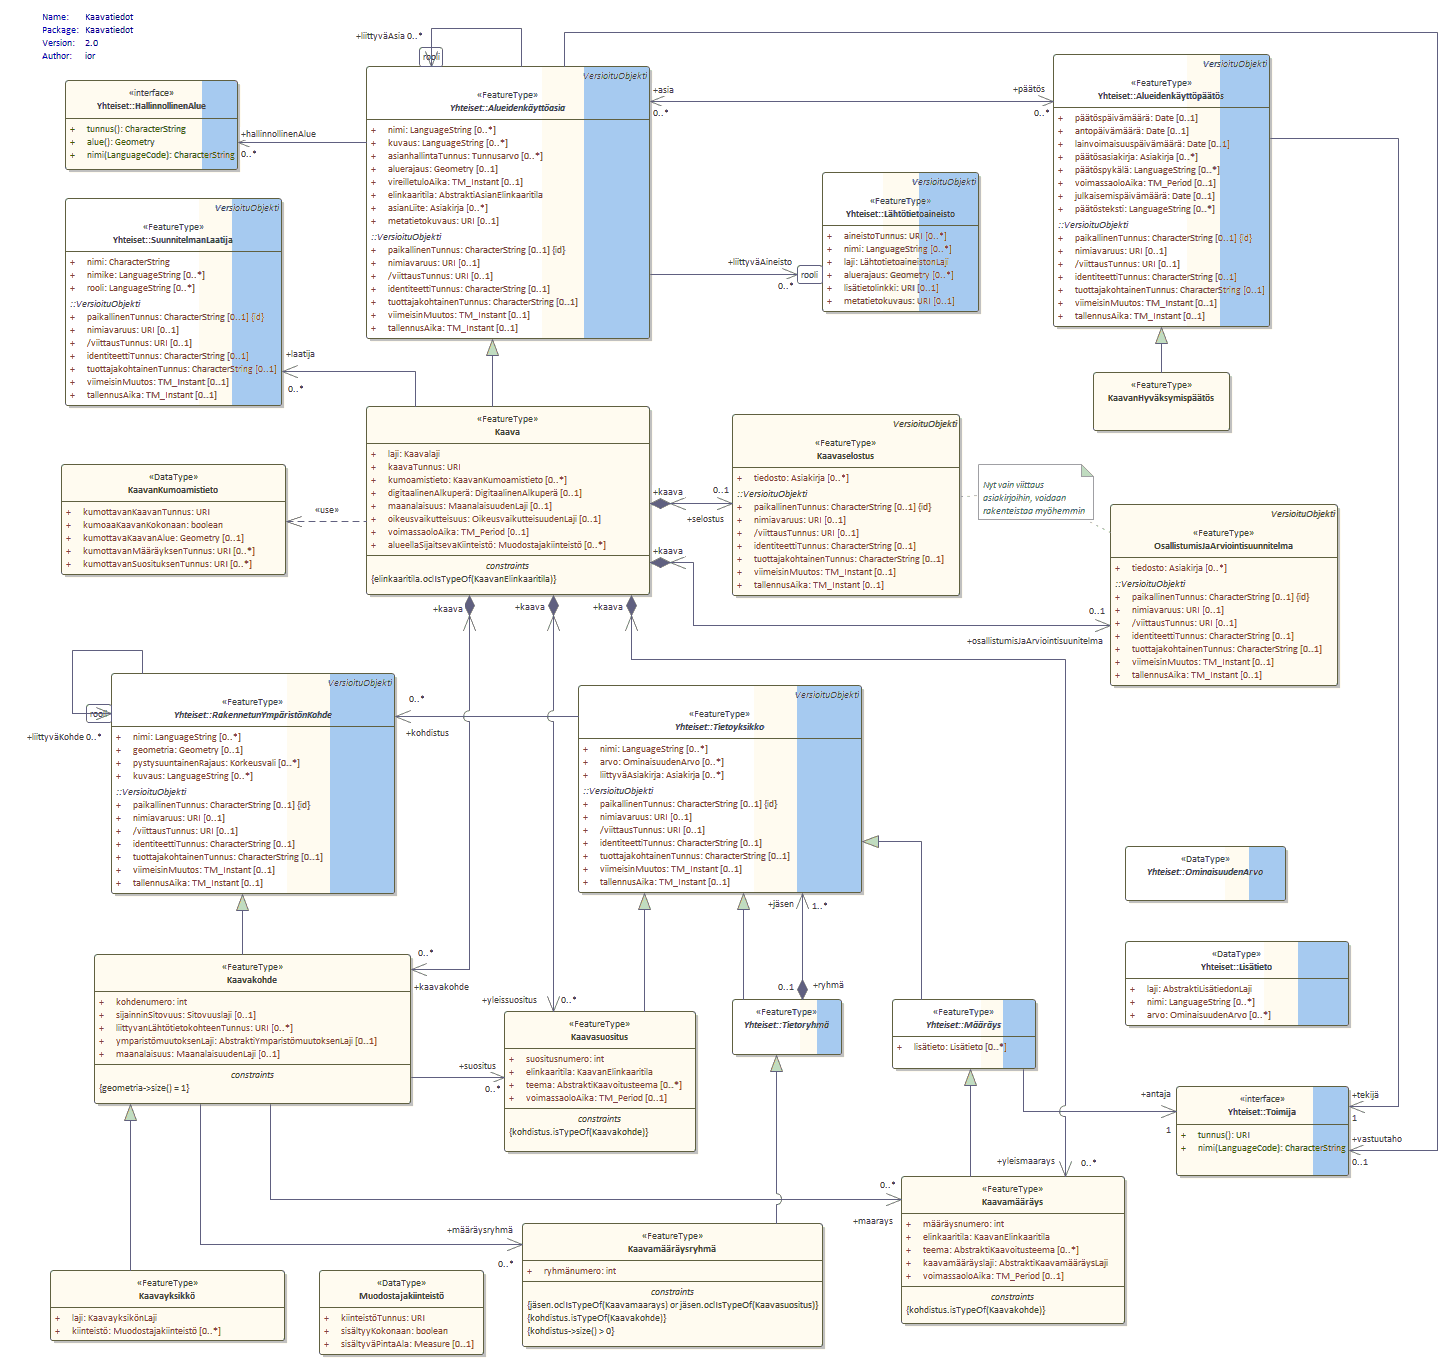 Name: Kaavatiedot
Package: Kaavatiedot
Version: 2.0
Author: ior
+liittyväAsia 0..*
rooli
«interface»
Yhteiset::HallinnollinenAlue
+ tunnus(): CharacterString
+ alue(): Geometry
+ nimi(LanguageCode): CharacterString
+hallinnollinenAlue
0..*
VersioituObjekti
«FeatureType»
Yhteiset::Alueidenkäyttöasia
+ nimi: LanguageString [0..*]
+ kuvaus: LanguageString [0..*]
+ asianhallintaTunnus: Tunnusarvo [0..*]
+ aluerajaus: Geometry [0..1]
+ vireilletuloAika: TM_Instant [0..1]
+ elinkaaritila: AbstraktiAsianElinkaaritila
+ asianLiite: Asiakirja [0..*]
+ metatietokuvaus: URI [0..1]
::VersioituObjekti
+ paikallinenTunnus: CharacterString [0..1] {id}
+ nimiavaruus: URI [0..1]
+ /viittausTunnus: URI [0..1]
+ identiteettiTunnus: CharacterString [0..1]
+ tuottajakohtainenTunnus: CharacterString [0..1]
+ viimeisinMuutos: TM_Instant [0..1]
+ tallennusAika: TM_Instant [0..1]
+asia
0..*
+päätös
0..*
VersioituObjekti
«FeatureType»
Yhteiset::Alueidenkäyttöpäätös
+ päätöspäivämäärä: Date [0..1]
+ antopäivämäärä: Date [0..1]
+ lainvoimaisuuspäivämäärä: Date [0..1]
+ päätösasiakirja: Asiakirja [0..*]
+ päätöspykälä: LanguageString [0..*]
+ voimassaoloAika: TM_Period [0..1]
+ julkaisemispäivämäärä: Date [0..1]
+ päätösteksti: LanguageString [0..*]
::VersioituObjekti
+ paikallinenTunnus: CharacterString [0..1] {id}
+ nimiavaruus: URI [0..1]
+ /viittausTunnus: URI [0..1]
+ identiteettiTunnus: CharacterString [0..1]
+ tuottajakohtainenTunnus: CharacterString [0..1]
+ viimeisinMuutos: TM_Instant [0..1]
+ tallennusAika: TM_Instant [0..1]
VersioituObjekti
«FeatureType»
Yhteiset::Lähtötietoaineisto
+ aineistoTunnus: URI [0..*]
+ nimi: LanguageString [0..*]
+ laji: LähtotietoaineistonLaji
+ aluerajaus: Geometry [0..*]
+ lisätietolinkki: URI [0..1]
+ metatietokuvaus: URI [0..1]
+liittyväAineisto
0..*
rooli
VersioituObjekti
«FeatureType»
Yhteiset::SuunnitelmanLaatija
+ nimi: CharacterString
+ nimike: LanguageString [0..*]
+ rooli: LanguageString [0..*]
::VersioituObjekti
+ paikallinenTunnus: CharacterString [0..1] {id}
+ nimiavaruus: URI [0..1]
+ /viittausTunnus: URI [0..1]
+ identiteettiTunnus: CharacterString [0..1]
+ tuottajakohtainenTunnus: CharacterString [0..1]
+ viimeisinMuutos: TM_Instant [0..1]
+ tallennusAika: TM_Instant [0..1]
+laatija
0..*
«FeatureType»
KaavanHyväksymispäätös
«FeatureType»
Kaava
+ laji: Kaavalaji
+ kaavaTunnus: URI
+ kumoamistieto: KaavanKumoamistieto [0..*]
+ digitaalinenAlkuperä: DigitaalinenAlkuperä [0..1]
+ maanalaisuus: MaanalaisuudenLaji [0..1]
+ oikeusvaikutteisuus: OikeusvaikutteisuudenLaji [0..1]
+ voimassaoloAika: TM_Period [0..1]
+ alueellaSijaitsevaKiinteistö: Muodostajakiinteistö [0..*]
constraints
{elinkaaritila.oclIsTypeOf(KaavanElinkaaritila)}
«DataType»
KaavanKumoamistieto
+ kumottavanKaavanTunnus: URI
+ kumoaaKaavanKokonaan: boolean
+ kumottavaKaavanAlue: Geometry [0..1]
+ kumottavanMääräyksenTunnus: URI [0..*]
+ kumottavanSuosituksenTunnus: URI [0..*]
«use»
+kaava
0..1
+selostus
+kaava
VersioituObjekti
«FeatureType»
Kaavaselostus
+ tiedosto: Asiakirja [0..*]
::VersioituObjekti
+ paikallinenTunnus: CharacterString [0..1] {id}
+ nimiavaruus: URI [0..1]
+ /viittausTunnus: URI [0..1]
+ identiteettiTunnus: CharacterString [0..1]
+ tuottajakohtainenTunnus: CharacterString [0..1]
+ viimeisinMuutos: TM_Instant [0..1]
+ tallennusAika: TM_Instant [0..1]
Nyt vain viittaus
asiakirjoihin, voidaan
rakenteistaa myöhemmin
VersioituObjekti
«FeatureType»
OsallistumisJaArviointisuunnitelma
+ tiedosto: Asiakirja [0..*]
::VersioituObjekti
+ paikallinenTunnus: CharacterString [0..1] {id}
+ nimiavaruus: URI [0..1]
+ /viittausTunnus: URI [0..1]
+ identiteettiTunnus: CharacterString [0..1]
+ tuottajakohtainenTunnus: CharacterString [0..1]
+ viimeisinMuutos: TM_Instant [0..1]
+ tallennusAika: TM_Instant [0..1]
0..1
+osallistumisJaArviointisuunitelma
+kaava
+kaava
+kaava
VersioituObjekti
«FeatureType»
Yhteiset::RakennetunYmpäristönKohde
+ nimi: LanguageString [0..*]
+ geometria: Geometry [0..1]
+ pystysuuntainenRajaus: Korkeusvali [0..*]
+ kuvaus: LanguageString [0..*]
::VersioituObjekti
+ paikallinenTunnus: CharacterString [0..1] {id}
+ nimiavaruus: URI [0..1]
+ /viittausTunnus: URI [0..1]
+ identiteettiTunnus: CharacterString [0..1]
+ tuottajakohtainenTunnus: CharacterString [0..1]
+ viimeisinMuutos: TM_Instant [0..1]
+ tallennusAika: TM_Instant [0..1]
rooli
+liittyväKohde 0..*
0..*
+kohdistus
VersioituObjekti
«FeatureType»
Yhteiset::Tietoyksikko
+ nimi: LanguageString [0..*]
+ arvo: OminaisuudenArvo [0..*]
+ liittyväAsiakirja: Asiakirja [0..*]
::VersioituObjekti
+ paikallinenTunnus: CharacterString [0..1] {id}
+ nimiavaruus: URI [0..1]
+ /viittausTunnus: URI [0..1]
+ identiteettiTunnus: CharacterString [0..1]
+ tuottajakohtainenTunnus: CharacterString [0..1]
+ viimeisinMuutos: TM_Instant [0..1]
+ tallennusAika: TM_Instant [0..1]
+jäsen 1..*
0..1 +ryhmä
«DataType»
Yhteiset::OminaisuudenArvo
«DataType»
Yhteiset::Lisätieto
+ laji: AbstraktiLisätiedonLaji
+ nimi: LanguageString [0..*]
+ arvo: OminaisuudenArvo [0..*]
«FeatureType»
Kaavakohde
+ kohdenumero: int
+ sijainninSitovuus: Sitovuuslaji [0..1]
+ liittyvanLähtötietokohteenTunnus: URI [0..*]
+ ympäristömuutoksenLaji: AbstraktiYmparistömuutoksenLaji [0..1]
+ maanalaisuus: MaanalaisuudenLaji [0..1]
constraints
{geometria->size() = 1}
0..*
+kaavakohde
+yleissuositus 0..*
+suositus
0..*
«FeatureType»
Kaavasuositus
+ suositusnumero: int
+ elinkaaritila: KaavanElinkaaritila
+ teema: AbstraktiKaavoitusteema [0..*]
+ voimassaoloAika: TM_Period [0..1]
constraints
{kohdistus.isTypeOf(Kaavakohde)}
«FeatureType»
Yhteiset::Tietoryhmä
«FeatureType»
Yhteiset::Määräys
+ lisätieto: Lisätieto [0..*]
+antaja
1
«interface»
Yhteiset::Toimija
+ tunnus(): URI
+ nimi(LanguageCode): CharacterString
+tekijä
1
+vastuutaho
0..1
+yleismaarays 0..*
0..*
+maarays
«FeatureType»
Kaavamääräys
+ määräysnumero: int
+ elinkaaritila: KaavanElinkaaritila
+ teema: AbstraktiKaavoitusteema [0..*]
+ kaavamääräyslaji: AbstraktiKaavamääräysLaji
+ voimassaoloAika: TM_Period [0..1]
constraints
{kohdistus.isTypeOf(Kaavakohde)}
+määräysryhmä
0..*
«FeatureType»
Kaavamääräysryhmä
+ ryhmänumero: int
constraints
{jäsen.oclIsTypeOf(Kaavamaarays) or jäsen.oclIsTypeOf(Kaavasuositus)}
{kohdistus.isTypeOf(Kaavakohde)}
{kohdistus->size() > 0}
«FeatureType»
Kaavayksikkö
+ laji: KaavayksikönLaji
+ kiinteistö: Muodostajakiinteistö [0..*]
«DataType»
Muodostajakiinteistö
+ kiinteistöTunnus: URI
+ sisältyyKokonaan: boolean
+ sisältyväPintaAla: Measure [0..1]